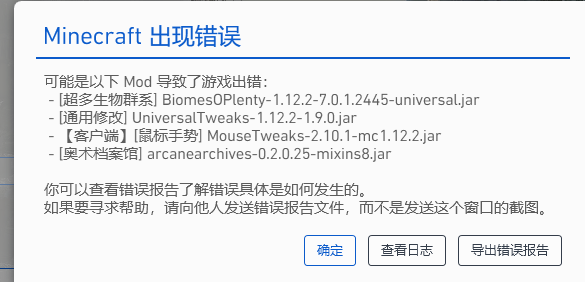 Minecraft 出现错误
可能是以下 Mod 导致了游戏出错：
- [超多生物群系] BiomesOPlenty-1.12.2-7.0.1.2445-universal.jar
- [通用修改] UniversalTweaks-1.12.2-1.9.0.jar
- 【客户端】[鼠标手势] MouseTweaks-2.10.1-mc1.12.2.jar
- [奥术档案馆] arcanearchives-0.2.0.25-mixins8.jar
你可以查看错误报告了解错误具体是如何发生的。
如果要寻求帮助，请向他人发送错误报告文件，而不是发送这个窗口的截图。
确定
查看日志
导出错误报告